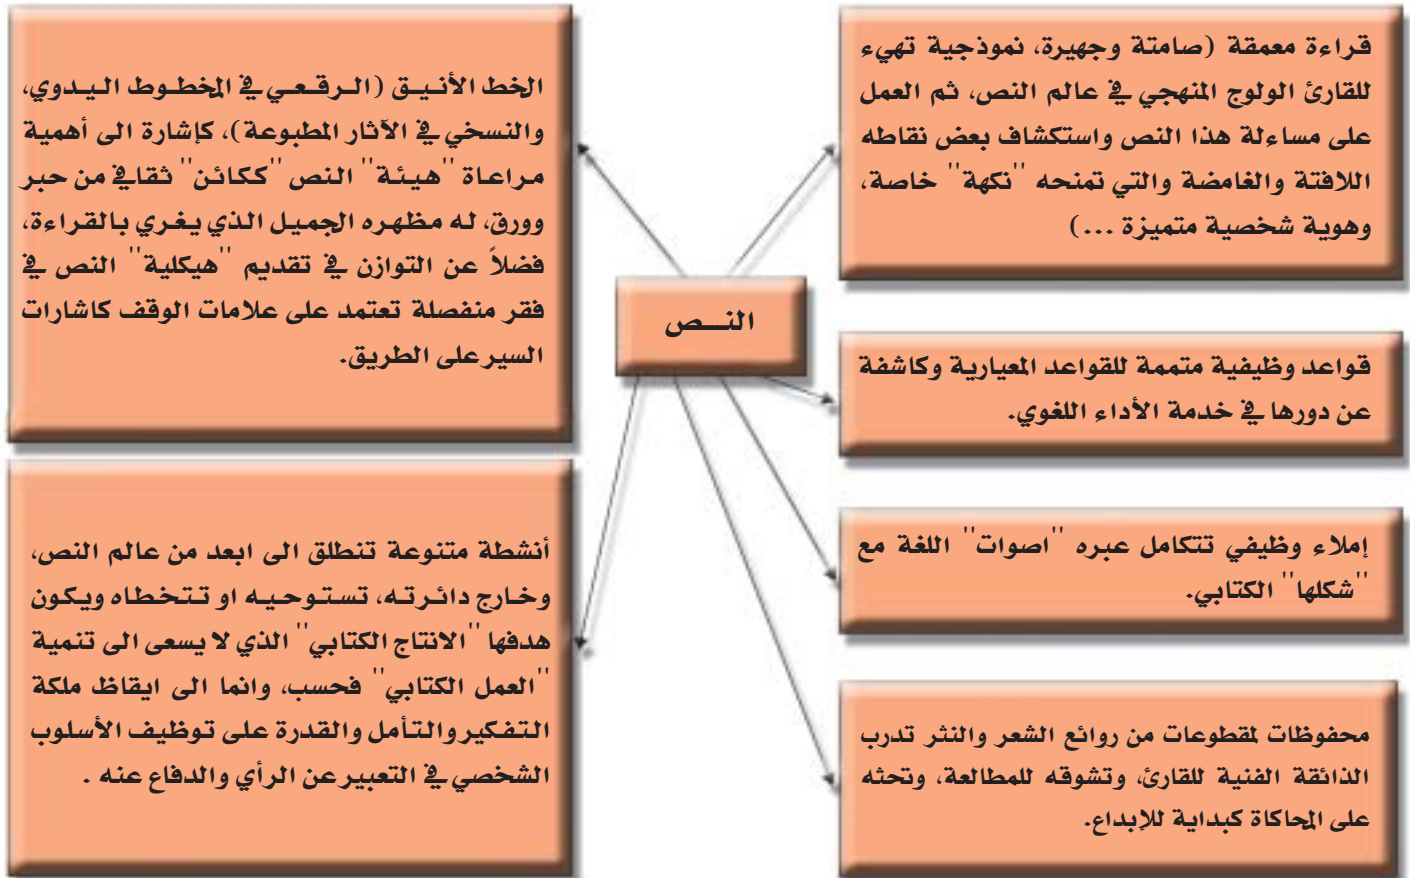 قراءة معمقة (صامتة وجهيرة، نموذجية تهيء
للقارئ الولوج المنهجي في عالم النص، ثم العمل
على مساءلة هذا النص واستكشاف بعض نقاطه
اللافتة والغامضة والتي تمنحه "نكهة" خاصة،
وهوية شخصية متميزة ...)
قواعد وظيفية متممة للقواعد المعيارية وكاشفة
عن دورها في خدمة الأداء اللغوي.
إملاء وظيفي تتكامل عبره "اصوات" اللغة مع
"شكلها" الكتابي.
محفوظات لمقطوعات من روائع الشعر والنثر تدرب
الذائقة الفنية للقارئ، وتشوقه للمطالعة، وتحثه
على المحاكاة كبداية للإبداع.
النــص
الخط الأنيق (الرقعي في المخطوط اليدوي،
والنسخي في الآثار المطبوعة)، كإشارة الى أهمية
مراعاة "هيئة" النص "ككائن" ثقافي من حبر
وورق، له مظهره الجميل الذي يغري بالقراءة،
فضلاً عن التوازن في تقديم "هيكلية" النص في
فقر منفصلة تعتمد على علامات الوقف كاشارات
السير على الطريق.
أنشطة متنوعة تنطلق الى ابعد من عالم النص،
وخارج دائرته، تستوحيه او تتخطاه ويكون
هدفها "الانتاج الكتابي" الذي لا يسعى الى تنمية
"العمل الكتابي" فحسب، وانما الى ايقاظ ملكة
التفكير والتأمل والقدرة على توظيف الأسلوب
الشخصي في التعبير عن الرأي والدفاع عنه .